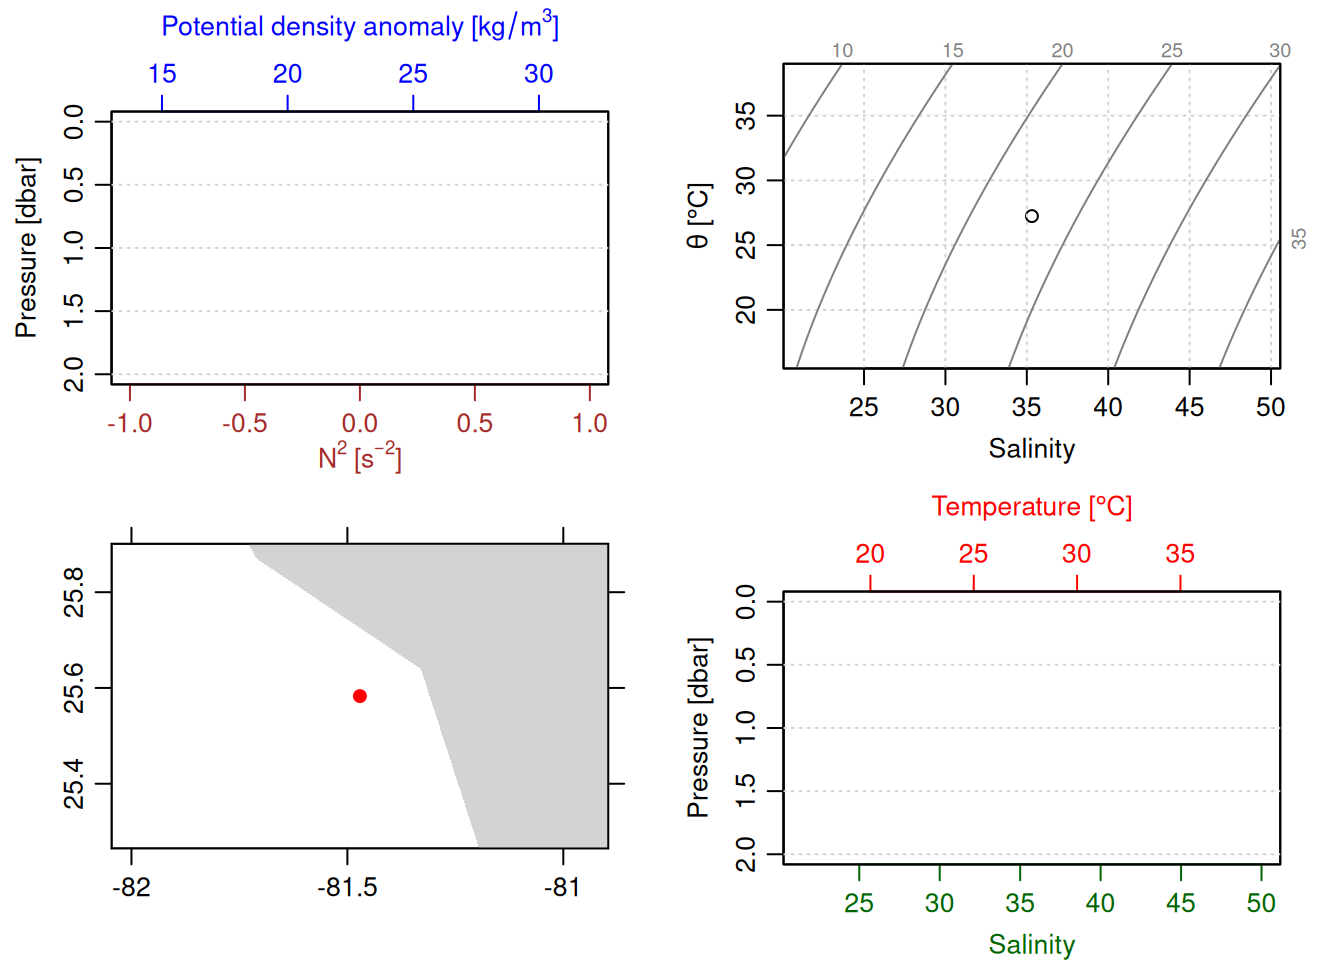 Potential density anomaly [kg/m³]
15 20 25 30
Pressure [dbar]
0.0 0.5 1.0 1.5 2.0
-1.0 -0.5 0.0 0.5 1.0
N² [s⁻²]
10 15 20 25 30
35
θ [°C]
35 30 25 20
25 30 35 40 45 50
Salinity
25.8 25.6 25.4
-82 -81.5 -81
Temperature [°C]
20 25 30 35
Pressure [dbar]
0.0 0.5 1.0 1.5 2.0
25 30 35 40 45 50
Salinity